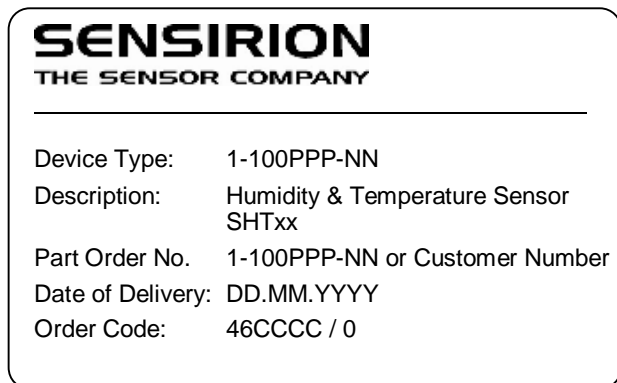 SENSIRION
THE SENSOR COMPANY
Device Type: 1-100PPP-NN
Description: Humidity & Temperature Sensor
SHTxx
Part Order No. 1-100PPP-NN or Customer Number
Date of Delivery: DD.MM.YYYY
Order Code: 46CCCC / 0